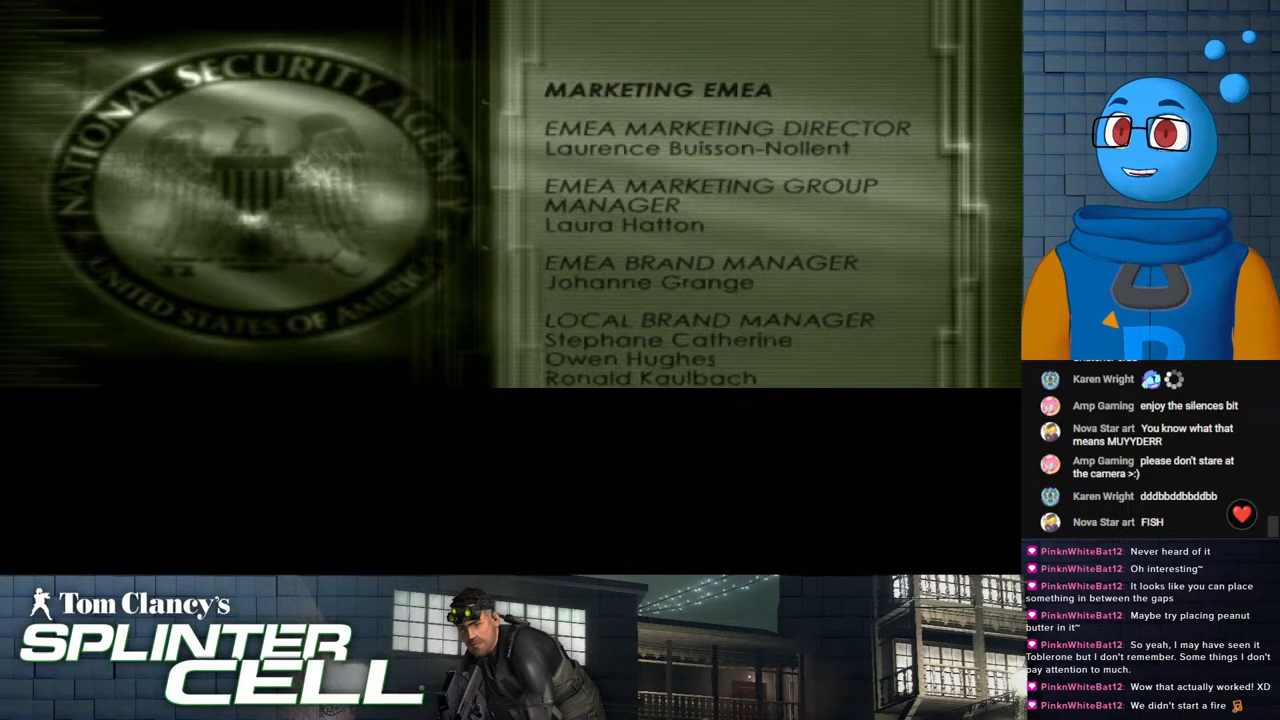 NATIONAL SECURITY AGENCY
UNITED STATES OF AMERICA
MARKETING EMEA
EMEA MARKETING DIRECTOR
Laurence Buisson-Nollent
EMEA MARKETING GROUP
MANAGER
Laura Hatton
EMEA BRAND MANAGER
Johanne Grange
LOCAL BRAND MANAGER
Stephane Catherine
Owen Hughes
Ronald Kaulbach
Karen Wright
Amp Gaming enjoy the silences bit
Nova Star art You know what that
means MUYYDERR
Amp Gaming please don't stare at
the camera >:)
Karen Wright dddbbddbbddbb
Nova Star art FISH
PinknWhiteBat12: Never heard of it
PinknWhiteBat12: Oh interesting~
PinknWhiteBat12: It looks like you can place
something in between the gaps
PinknWhiteBat12: Maybe try placing peanut
butter in it~
PinknWhiteBat12: So yeah, I may have seen it
Toblerone but I don't remember. Some things I don't
pay attention to much.
PinknWhiteBat12: Wow that actually worked! XD
PinknWhiteBat12: We didn't start a fire
Tom Clancy's
SPLINTER
CELL